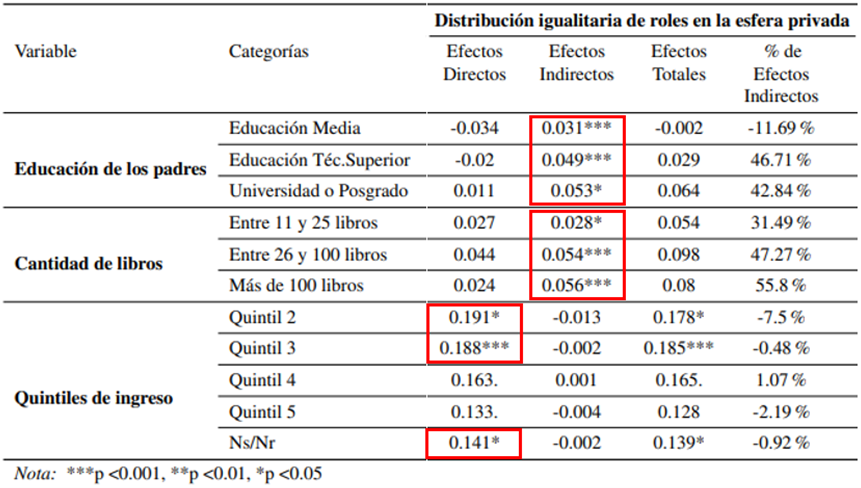 Distribución igualitaria de roles en la esfera privada
Variable Categorías Efectos Directos Efectos Indirectos Efectos Totales % de Efectos Indirectos
Educación de los padres
Educación Media -0.034 0.031*** -0.002 -11.69 %
Educación Téc.Superior -0.02 0.049*** 0.029 46.71 %
Universidad o Posgrado 0.011 0.053* 0.064 42.84 %
Cantidad de libros
Entre 11 y 25 libros 0.027 0.028* 0.054 31.49 %
Entre 26 y 100 libros 0.044 0.054*** 0.098 47.27 %
Más de 100 libros 0.024 0.056*** 0.08 55.8 %
Quintiles de ingreso
Quintil 2 0.191* -0.013 0.178* -7.5 %
Quintil 3 0.188*** -0.002 0.185*** -0.48 %
Quintil 4 0.163. 0.001 0.165. 1.07 %
Quintil 5 0.133. -0.004 0.128 -2.19 %
Ns/Nr 0.141* -0.002 0.139* -0.92 %
Nota: ***p <0.001, **p <0.01, *p <0.05